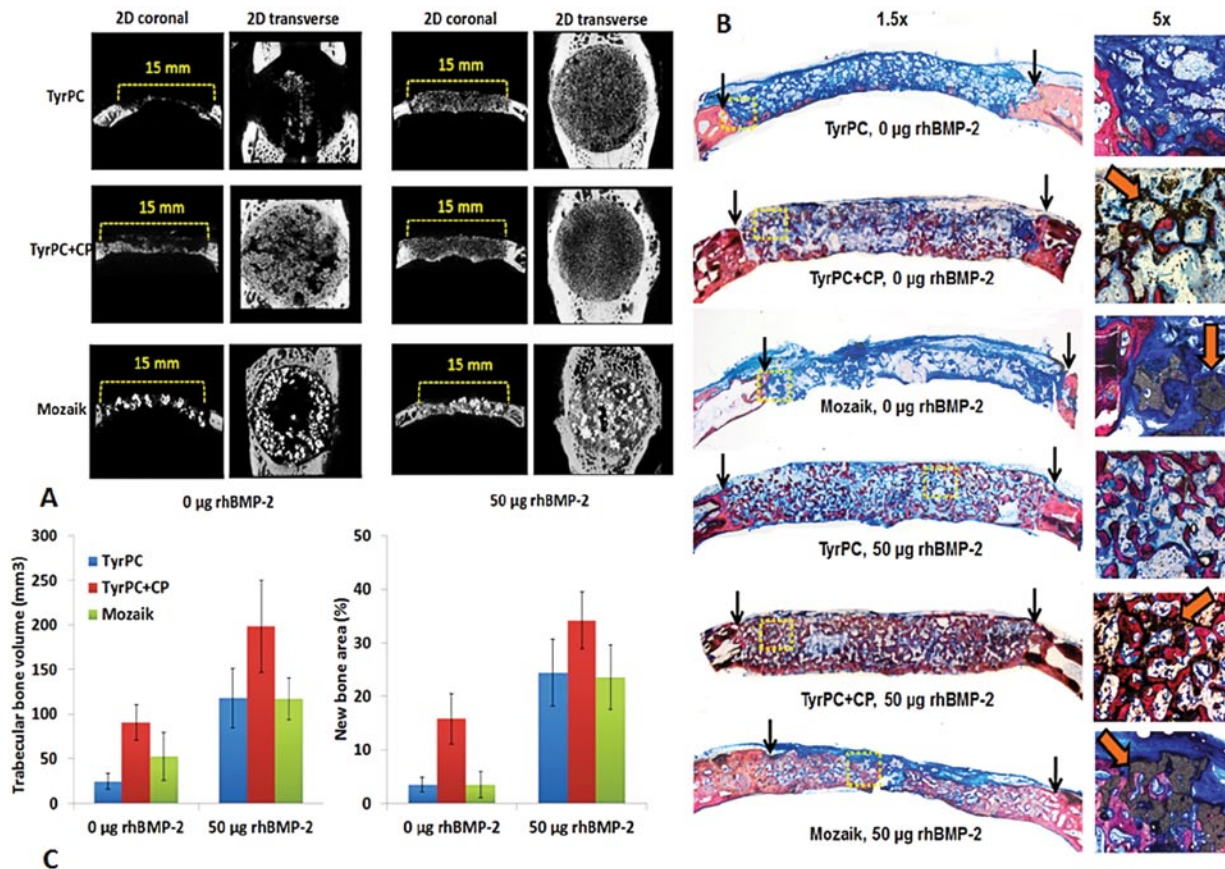 2D coronal 2D transverse 2D coronal 2D transverse
TyrPC
15 mm
15 mm
TyrPC+CP
15 mm
15 mm
Mozaik
15 mm
15 mm
A
0 µg rhBMP-2 50 µg rhBMP-2
B
1.5x 5x
TyrPC, 0 µg rhBMP-2
TyrPC+CP, 0 µg rhBMP-2
Mozaik, 0 µg rhBMP-2
TyrPC, 50 µg rhBMP-2
TyrPC+CP, 50 µg rhBMP-2
Mozaik, 50 µg rhBMP-2
Trabecular bone volume (mm3)
300
250
200
150
100
50
0
TyrPC
TyrPC+CP
Mozaik
0 µg rhBMP-2 50 µg rhBMP-2
New bone area (%)
50
40
30
20
10
0
0 µg rhBMP-2 50 µg rhBMP-2
C